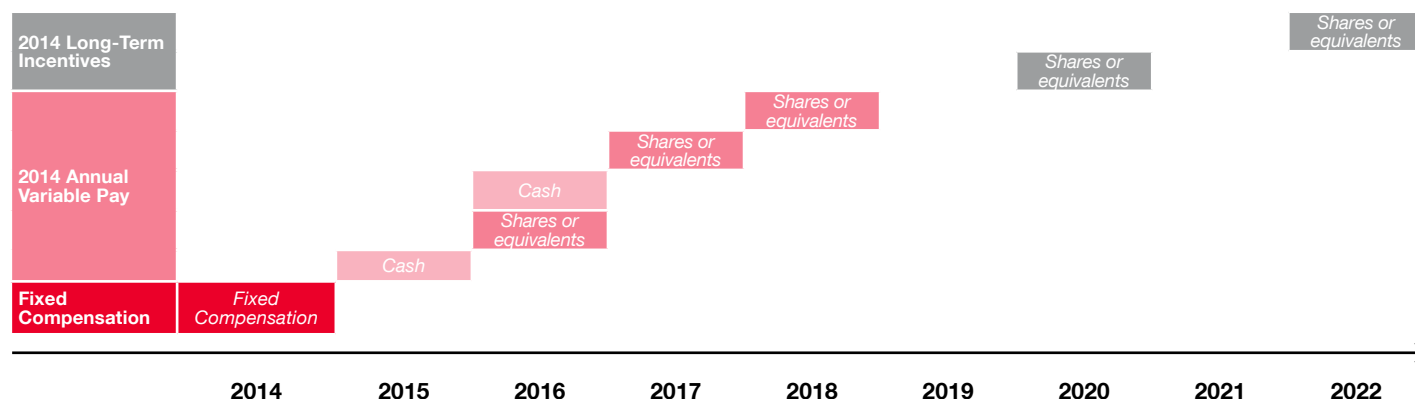 2014 Long-Term
Incentives
Shares or
equivalents
Shares or
equivalents
2014 Annual
Variable Pay
Shares or
equivalents
Shares or
equivalents
Cash
Shares or
equivalents
Cash
Fixed
Compensation
Fixed
Compensation
2014 2015 2016 2017 2018 2019 2020 2021 2022